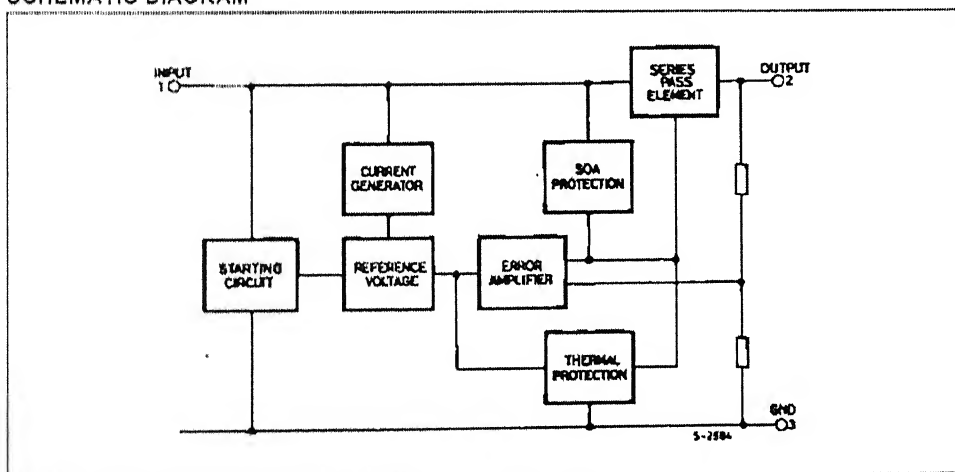 SCHEMATIC DIAGRAM
INPUT
1
SERIES
PASS
ELEMENT
OUTPUT
2
CURRENT
GENERATOR
SOA
PROTECTION
STARTING
CIRCUIT
REFERENCE
VOLTAGE
ERROR
AMPLIFIER
THERMAL
PROTECTION
GND
3
S-2584